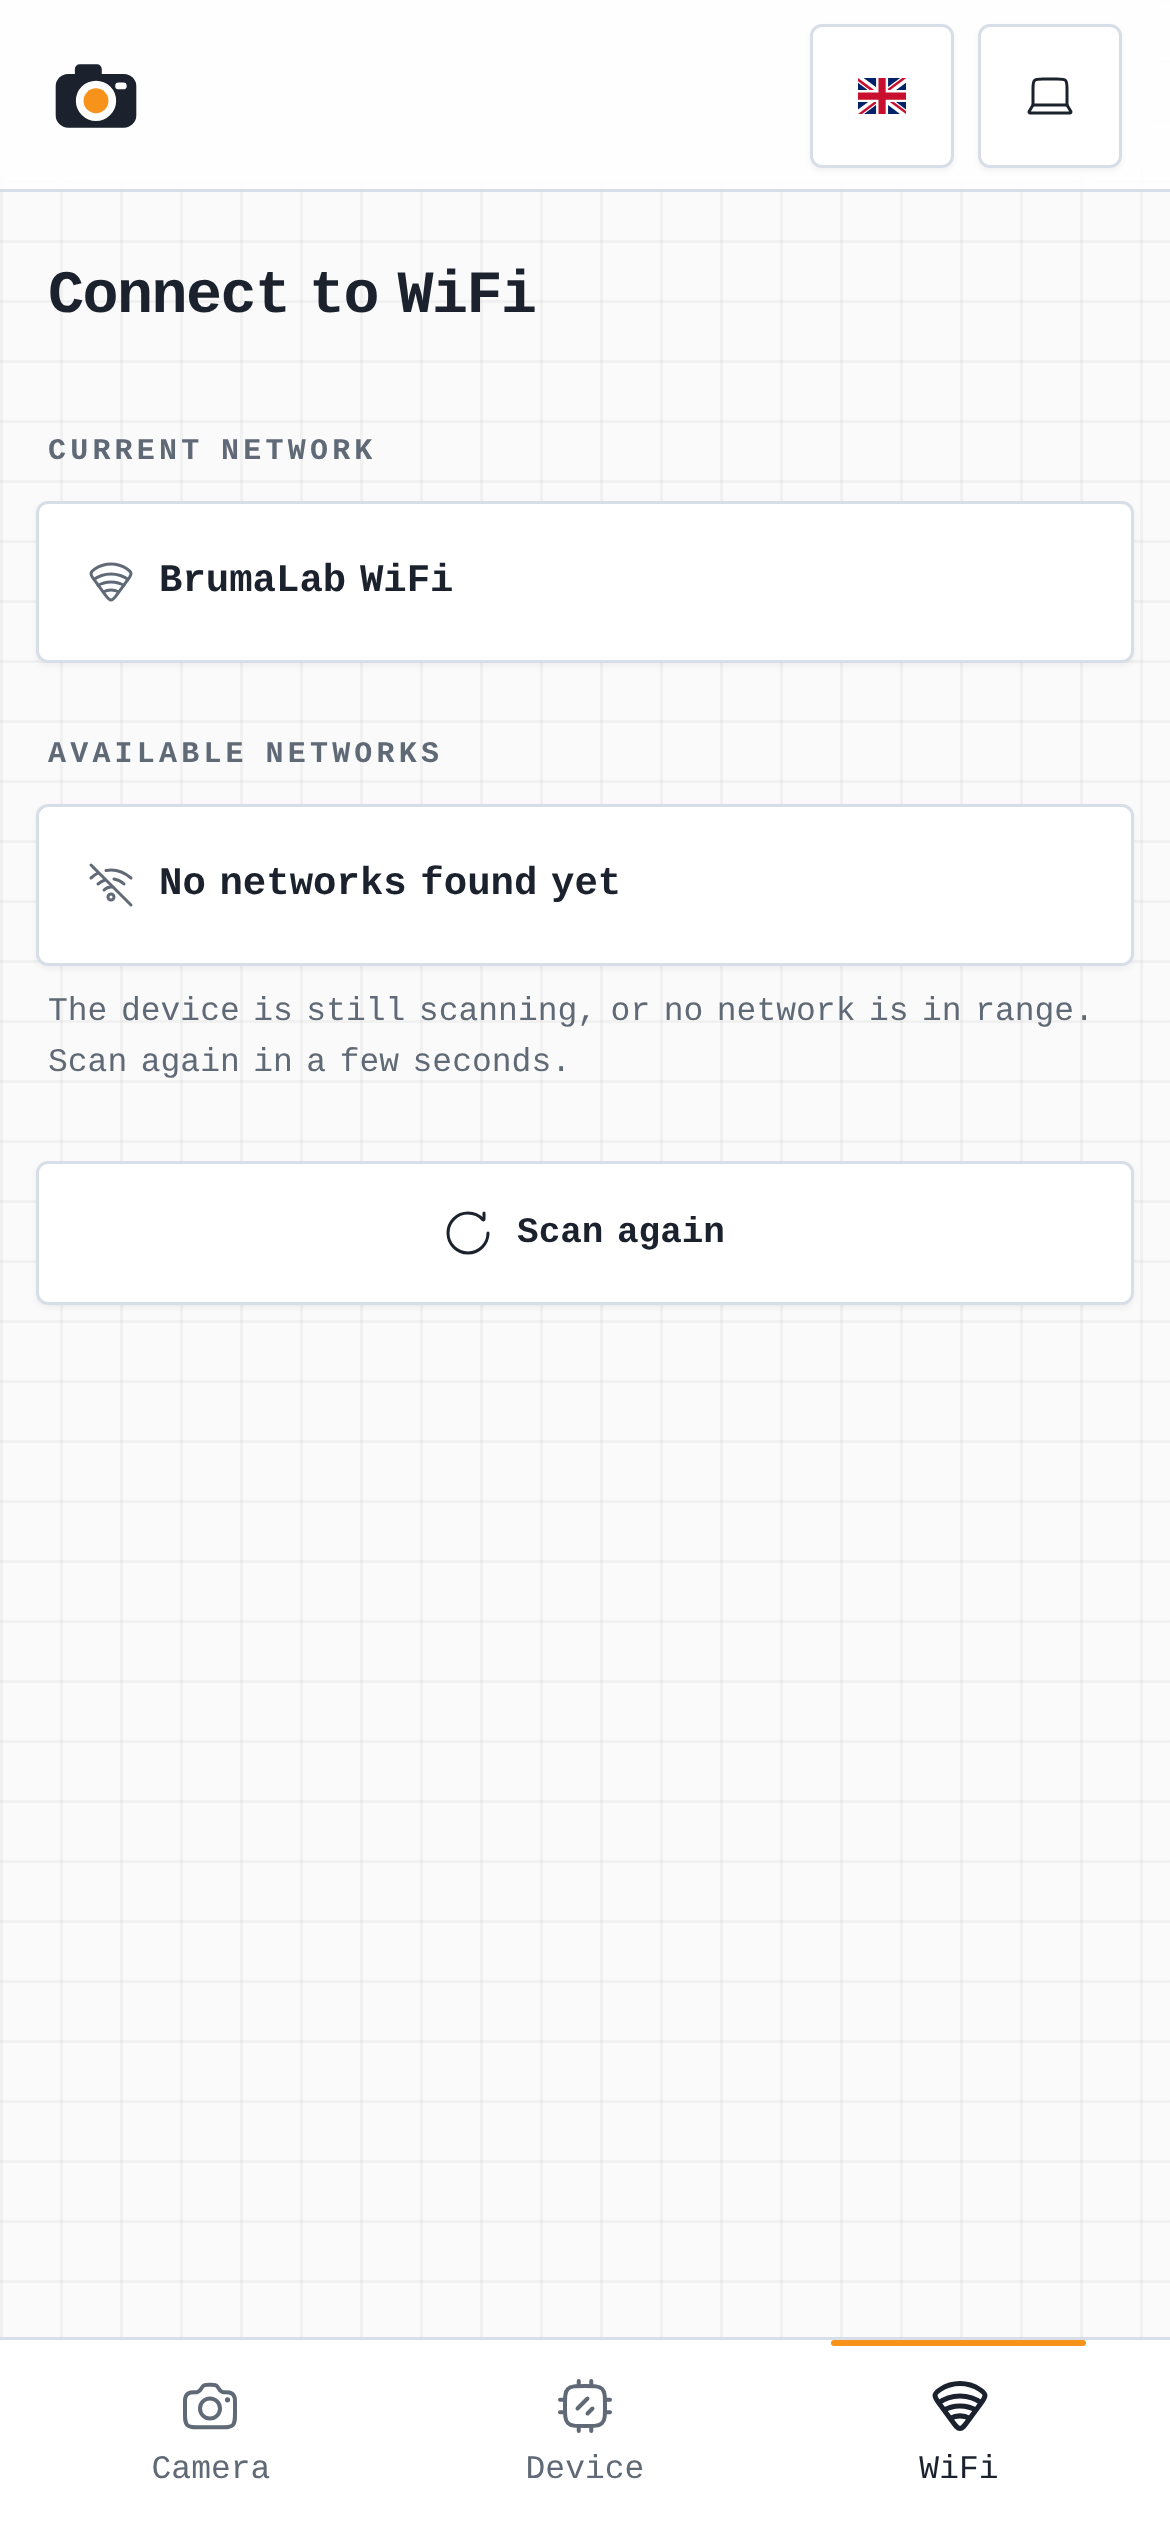 Connect to WiFi
CURRENT NETWORK
BrumaLab WiFi
AVAILABLE NETWORKS
No networks found yet
The device is still scanning, or no network is in range.
Scan again in a few seconds.
Scan again
Camera
Device
WiFi